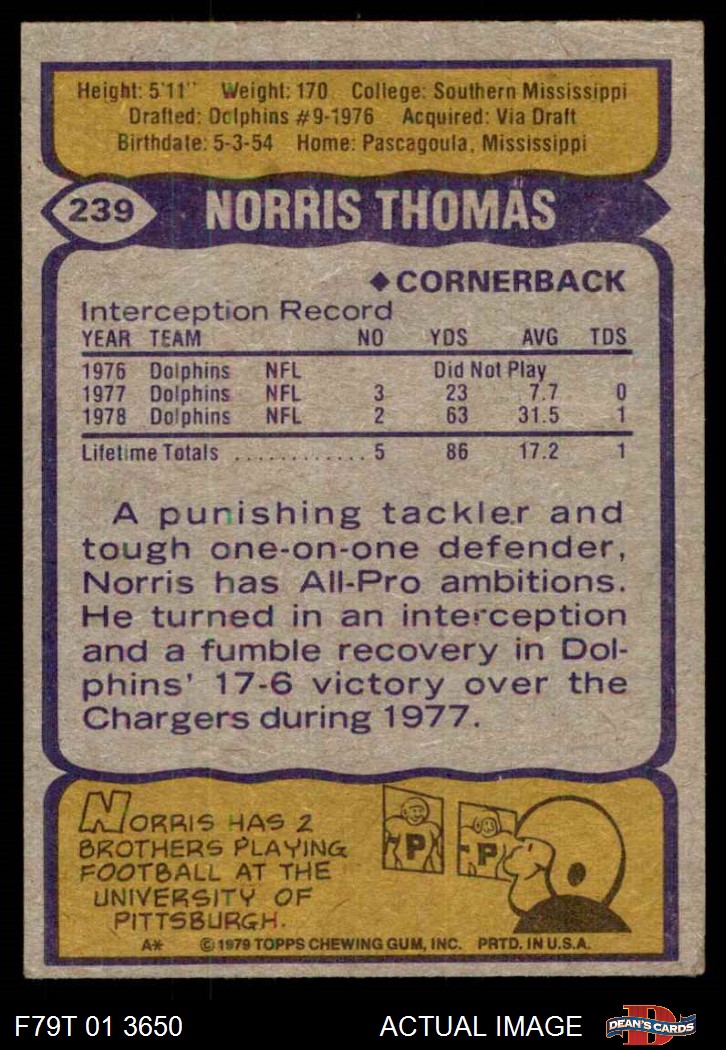 Height: 5'11" Weight: 170 College: Southern Mississippi
Drafted: Dolphins #9-1976 Acquired: Via Draft
Birthdate: 5-3-54 Home: Pascagoula, Mississippi
239 NORRIS THOMAS
◆CORNERBACK
Interception Record
YEAR TEAM NO YDS AVG TDS
1976 Dolphins NFL Did Not Play
1977 Dolphins NFL 3 23 7.7 0
1978 Dolphins NFL 2 63 31.5 1
Lifetime Totals ............ 5 86 17.2 1
A punishing tackler and
tough one-on-one defender,
Norris has All-Pro ambitions.
He turned in an interception
and a fumble recovery in Dol-
phins' 17-6 victory over the
Chargers during 1977.
NORRIS HAS 2
BROTHERS PLAYING
FOOTBALL AT THE
UNIVERSITY OF
PITTSBURGH.
P
P
A* © 1979 TOPPS CHEWING GUM, INC. PRTD. IN U.S.A.
F79T 01 3650 ACTUAL IMAGE D DEAN'S CARDS